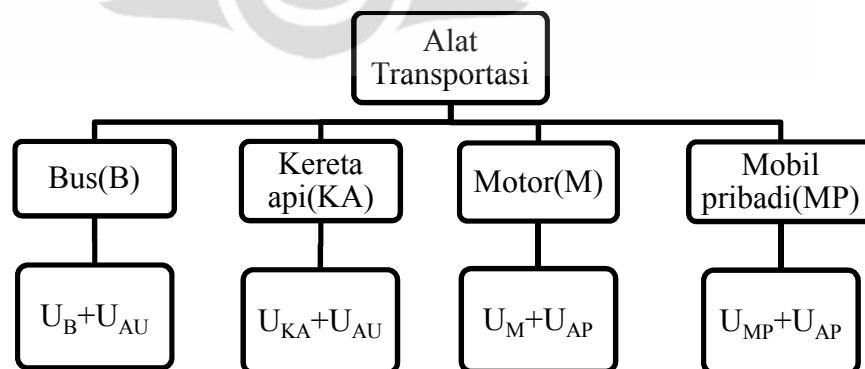 Alat
Transportasi
Bus(B)
Kereta
api(KA)
Motor(M)
Mobil
pribadi(MP)
U_B+U_AU
U_KA+U_AU
U_M+U_AP
U_MP+U_AP